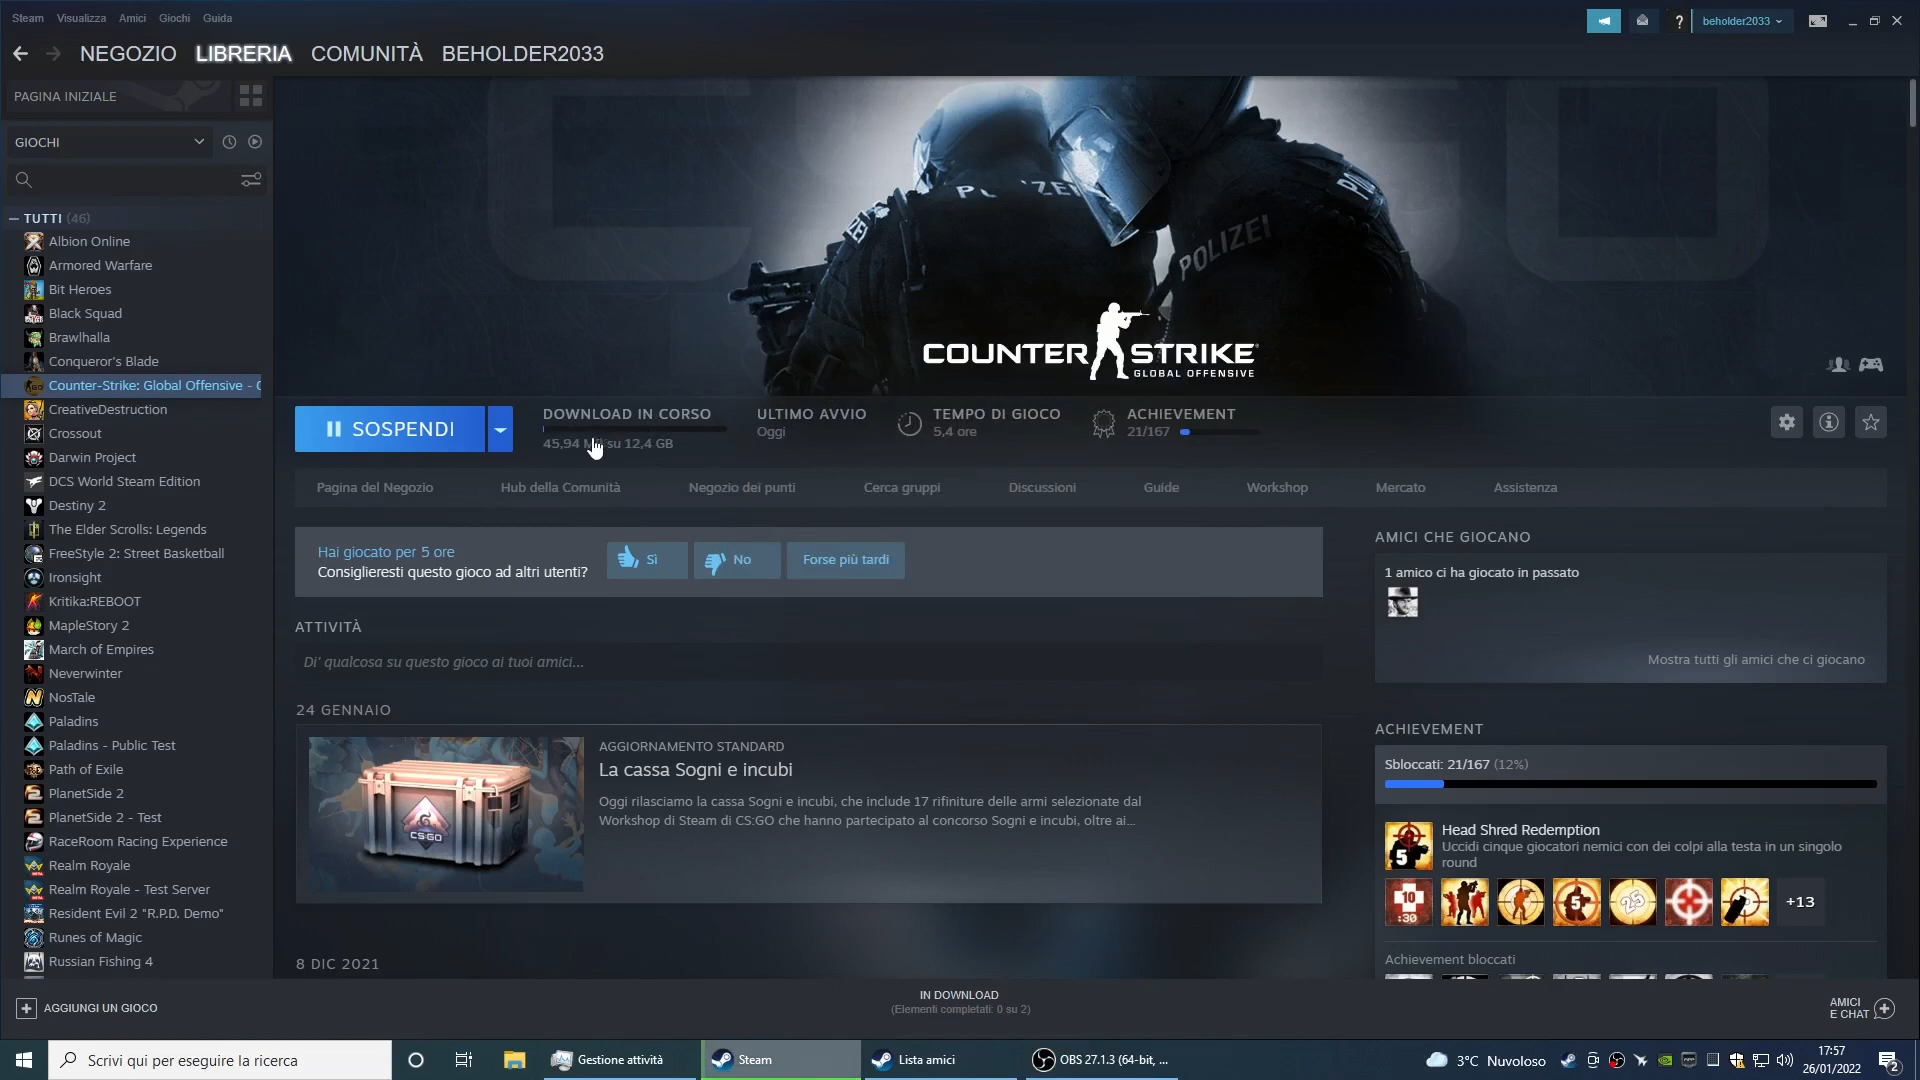 Steam Visualizza Amici Giochi Guida
beholder2033
NEGOZIO LIBRERIA COMUNITÀ BEHOLDER2033
PAGINA INIZIALE
GIOCHI
TUTTI (46)
Albion Online
Armored Warfare
Bit Heroes
Black Squad
Brawlhalla
Conqueror's Blade
Counter-Strike: Global Offensive -
CreativeDestruction
Crossout
Darwin Project
DCS World Steam Edition
Destiny 2
The Elder Scrolls: Legends
FreeStyle 2: Street Basketball
Ironsight
Kritika:REBOOT
MapleStory 2
March of Empires
Neverwinter
NosTale
Paladins
Paladins - Public Test
Path of Exile
PlanetSide 2
PlanetSide 2 - Test
RaceRoom Racing Experience
Realm Royale
Realm Royale - Test Server
Resident Evil 2 "R.P.D. Demo"
Runes of Magic
Russian Fishing 4
POLIZEI
COUNTER STRIKE
GLOBAL OFFENSIVE
SOSPENDI
DOWNLOAD IN CORSO
45,94 su 12,4 GB
ULTIMO AVVIO
Oggi
TEMPO DI GIOCO
5,4 ore
ACHIEVEMENT
21/167
Pagina del Negozio Hub della Comunità Negozio dei punti Cerca gruppi Discussioni Guide Workshop Mercato Assistenza
Hai giocato per 5 ore
Consiglieresti questo gioco ad altri utenti?
Sì No Forse più tardi
ATTIVITÀ
Di' qualcosa su questo gioco ai tuoi amici...
24 GENNAIO
CS:GO
AGGIORNAMENTO STANDARD
La cassa Sogni e incubi
Oggi rilasciamo la cassa Sogni e incubi, che include 17 rifiniture delle armi selezionate dal
Workshop di Steam di CS:GO che hanno partecipato al concorso Sogni e incubi, oltre ai...
8 DIC 2021
AMICI CHE GIOCANO
1 amico ci ha giocato in passato
Mostra tutti gli amici che ci giocano
ACHIEVEMENT
Sbloccati: 21/167 (12%)
5
Head Shred Redemption
Uccidi cinque giocatori nemici con dei colpi alla testa in un singolo
round
10
:30
5
25
+13
Achievement bloccati
AGGIUNGI UN GIOCO
IN DOWNLOAD
(Elementi completati: 0 su 2)
AMICI
E CHAT
Scrivi qui per eseguire la ricerca
Gestione attività
Steam
Lista amici
OBS 27.1.3 (64-bit, ...
3°C Nuvoloso
17:57
26/01/2022
2